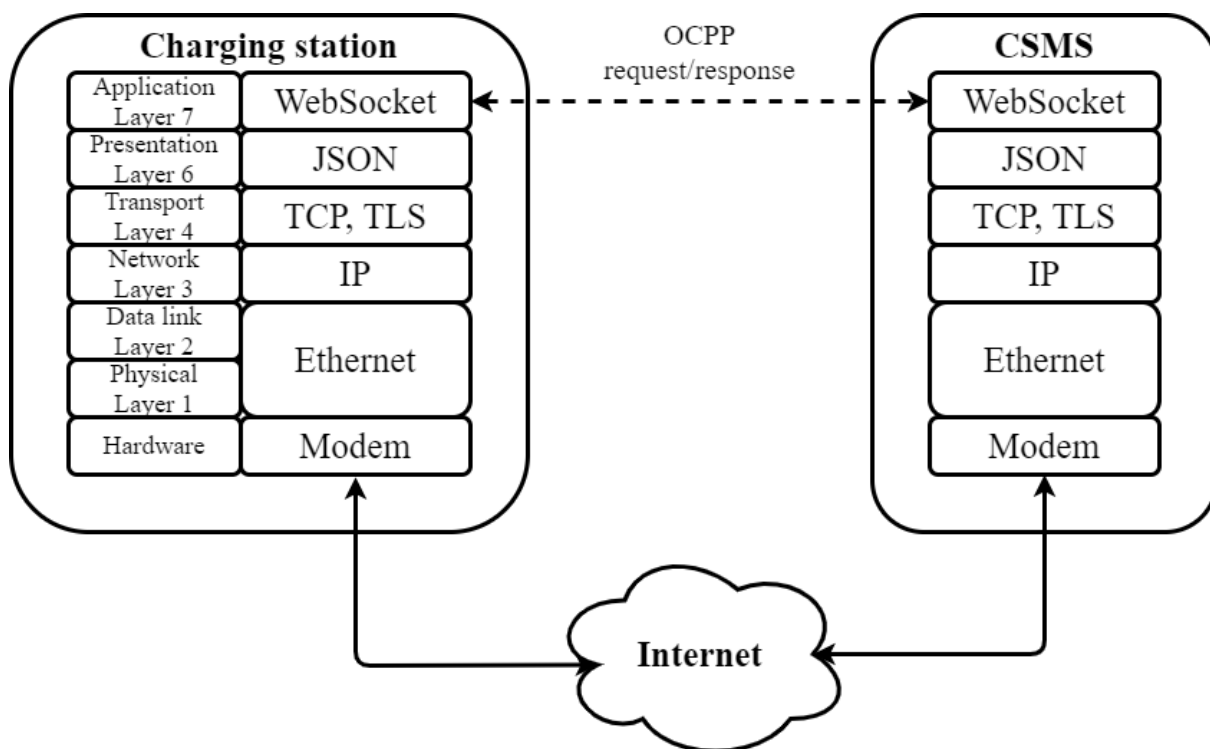 Charging station
Application
Layer 7
WebSocket
Presentation
Layer 6
JSON
Transport
Layer 4
TCP, TLS
Network
Layer 3
IP
Data link
Layer 2
Physical
Layer 1
Ethernet
Hardware
Modem
OCPP
request/response
CSMS
WebSocket
JSON
TCP, TLS
IP
Ethernet
Modem
Internet